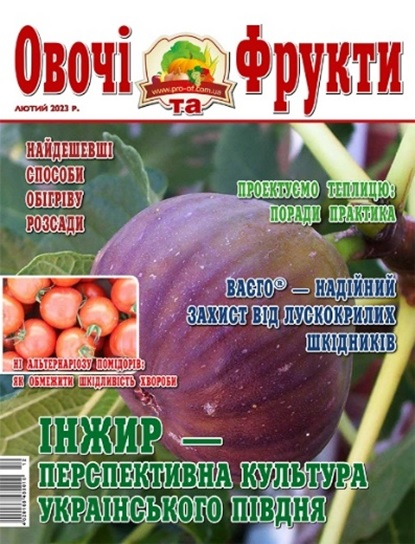 Овочі та Фрукти
www.pro-of.com.ua
ЛЮТИЙ 2023 Р.
НАЙДЕШЕВШІ
СПОСОБИ
ОБІГРІВУ
РОЗСАДИ
ПРОЕКТУЄМО ТЕПЛИЦЮ:
ПОРАДИ ПРАКТИКА
ВАЄГО® — НАДІЙНИЙ
ЗАХИСТ ВІД ЛУСКОКРИЛИХ
ШКІДНИКІВ
НІ АЛЬТЕРНАРІОЗУ ПОМІДОРІВ:
ЯК ОБМЕЖИТИ ШКІДЛИВІСТЬ ХВОРОБИ
ІНЖИР —
ПЕРСПЕКТИВНА КУЛЬТУРА
УКРАЇНСЬКОГО ПІВДНЯ